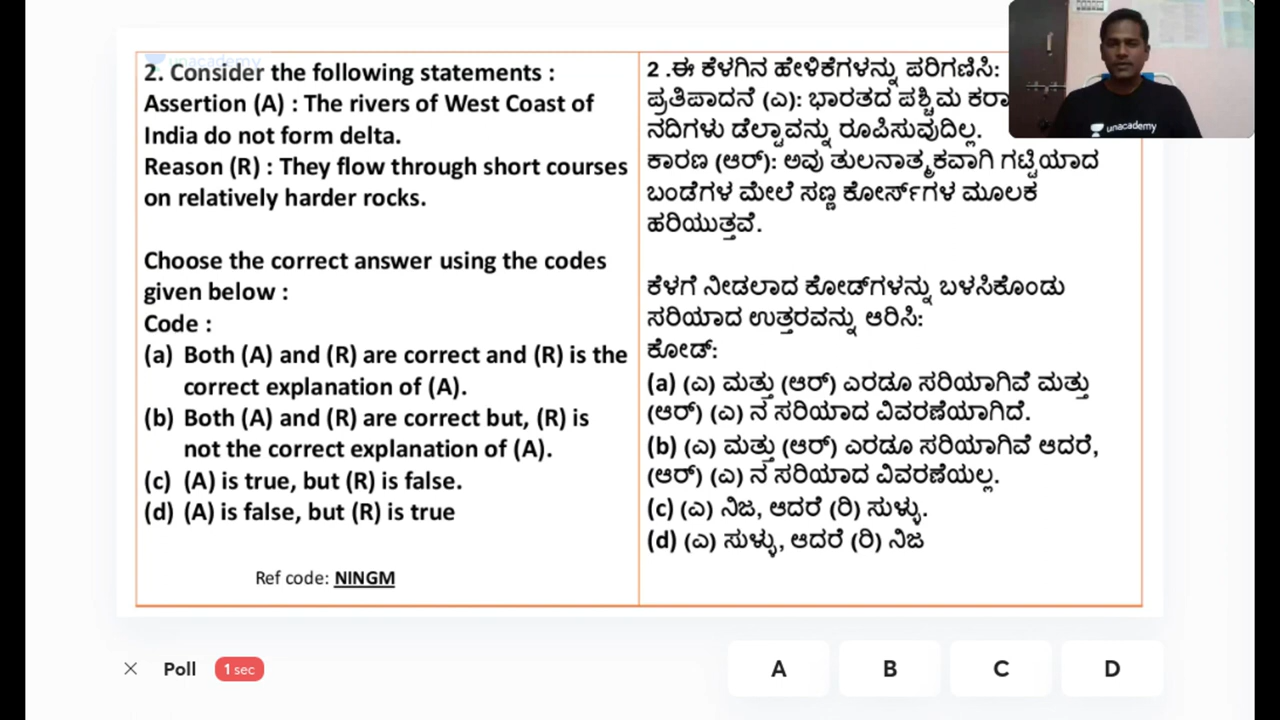 unacademy
2. Consider the following statements :
Assertion (A) : The rivers of West Coast of
India do not form delta.
Reason (R) : They flow through short courses
on relatively harder rocks.
Choose the correct answer using the codes
given below :
Code :
(a) Both (A) and (R) are correct and (R) is the
correct explanation of (A).
(b) Both (A) and (R) are correct but, (R) is
not the correct explanation of (A).
(c) (A) is true, but (R) is false.
(d) (A) is false, but (R) is true
Ref code: NINGM
2 .ಈ ಕೆಳಗಿನ ಹೇಳಿಕೆಗಳನ್ನು ಪರಿಗಣಿಸಿ:
ಪ್ರತಿಪಾದನೆ (ಎ): ಭಾರತದ ಪಶ್ಚಿಮ
ನದಿಗಳು ಡೆಲ್ಟಾವನ್ನು ರೂಪಿಸುವುದಿಲ್ಲ.
ಕಾರಣ (ಆರ್): ಅವು ತುಲನಾತ್ಮಕವಾಗಿ ಗಟ್ಟಿಯಾದ
ಬಂಡೆಗಳ ಮೇಲೆ ಸಣ್ಣ ಕೋರ್ಸ್‌ಗಳ ಮೂಲಕ
ಹರಿಯುತ್ತವೆ.
ಕೆಳಗೆ ನೀಡಲಾದ ಕೋಡ್‌ಗಳನ್ನು ಬಳಸಿಕೊಂಡು
ಸರಿಯಾದ ಉತ್ತರವನ್ನು ಆರಿಸಿ:
ಕೋಡ್:
(a) (ಎ) ಮತ್ತು (ಆರ್) ಎರಡೂ ಸರಿಯಾಗಿವೆ ಮತ್ತು
(ಆರ್) (ಎ) ನ ಸರಿಯಾದ ವಿವರಣೆಯಾಗಿದೆ.
(b) (ಎ) ಮತ್ತು (ಆರ್) ಎರಡೂ ಸರಿಯಾಗಿವೆ ಆದರೆ,
(ಆರ್) (ಎ) ನ ಸರಿಯಾದ ವಿವರಣೆಯಲ್ಲ.
(c) (ಎ) ನಿಜ, ಆದರೆ (ರಿ) ಸುಳ್ಳು.
(d) (ಎ) ಸುಳ್ಳು, ಆದರೆ (ರಿ) ನಿಜ
unacademy
Poll 1 sec
A B C D